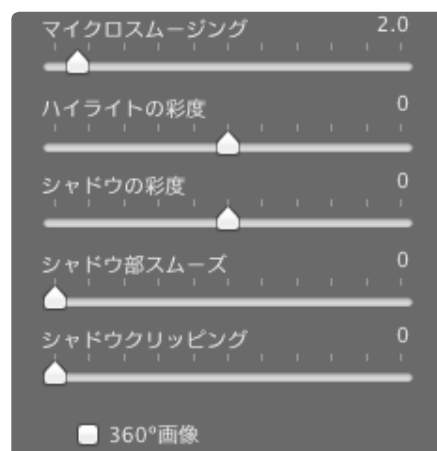 マイクロスムージング 2.0
ハイライトの彩度 0
シャドウの彩度 0
シャドウ部スムーズ 0
シャドウクリッピング 0
360°画像